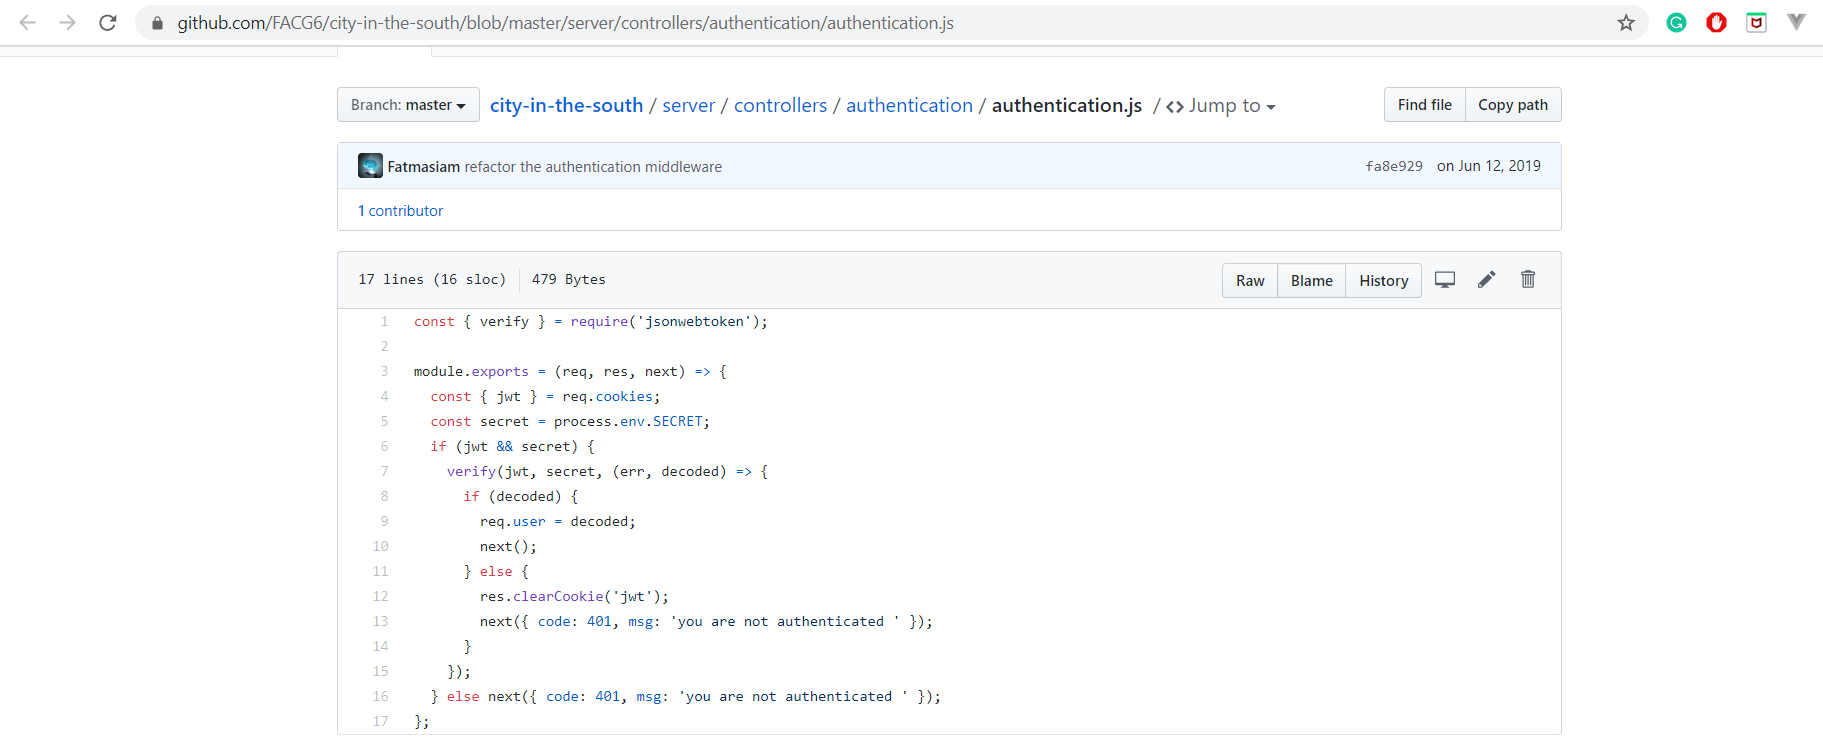 github.com/FACG6/city-in-the-south/blob/master/server/controllers/authentication/authentication.js
Branch: master
city-in-the-south / server / controllers / authentication / authentication.js / <> Jump to
Find file Copy path
Fatmasiam refactor the authentication middleware
fa8e929 on Jun 12, 2019
1 contributor
17 lines (16 sloc) 479 Bytes
Raw Blame History
1 const { verify } = require('jsonwebtoken');
2
3 module.exports = (req, res, next) => {
4 const { jwt } = req.cookies;
5 const secret = process.env.SECRET;
6 if (jwt && secret) {
7 verify(jwt, secret, (err, decoded) => {
8 if (decoded) {
9 req.user = decoded;
10 next();
11 } else {
12 res.clearCookie('jwt');
13 next({ code: 401, msg: 'you are not authenticated ' });
14 }
15 });
16 } else next({ code: 401, msg: 'you are not authenticated ' });
17 };